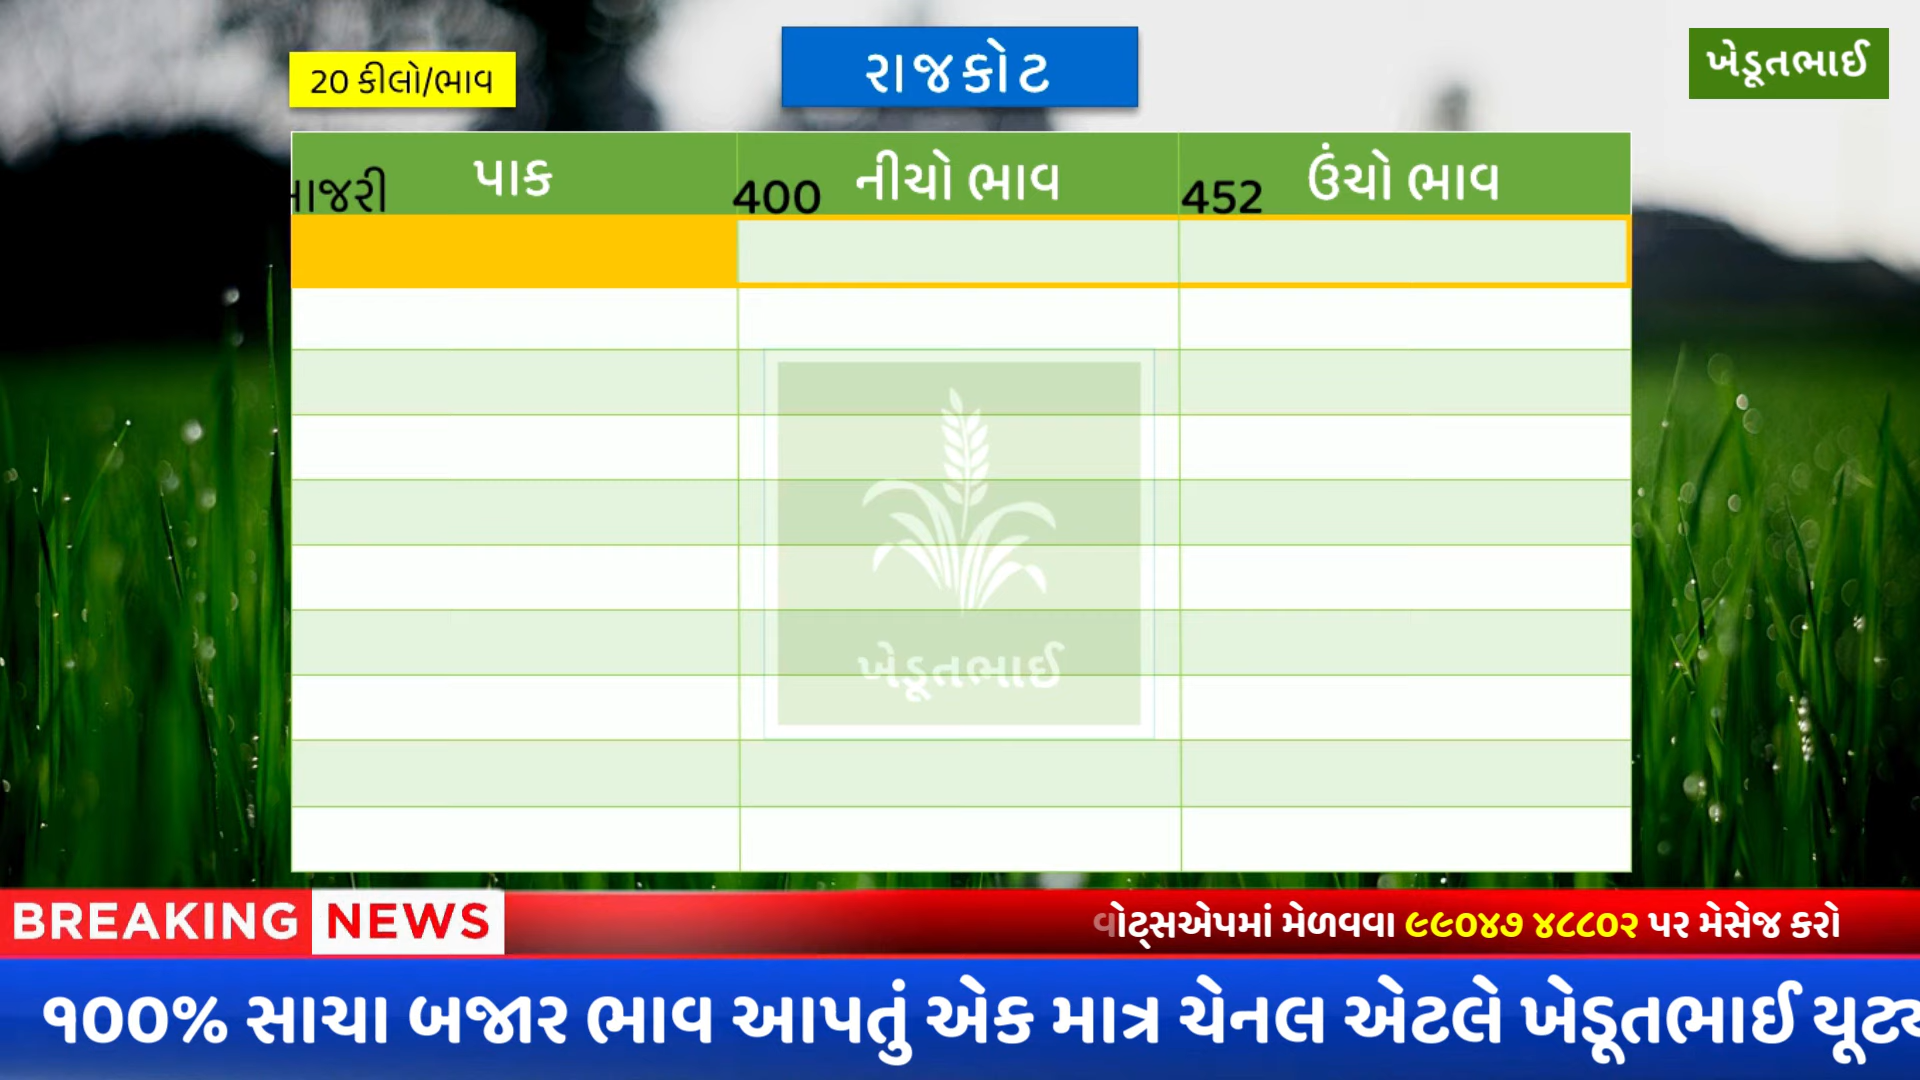 20 કીલો/ભાવ
રાજકોટ
ખેડૂતભાઈ
પાક નીચો ભાવ ઉંચો ભાવ
400 452
ખેડૂતભાઈ
BREAKING NEWS
વોટ્સએપમાં મેળવવા ૯૯૦૪૭ ૪૮૮૦૨ પર મેસેજ કરો
૧૦૦% સાચા બજાર ભાવ આપતું એક માત્ર ચેનલ એટલે ખેડૂતભાઈ